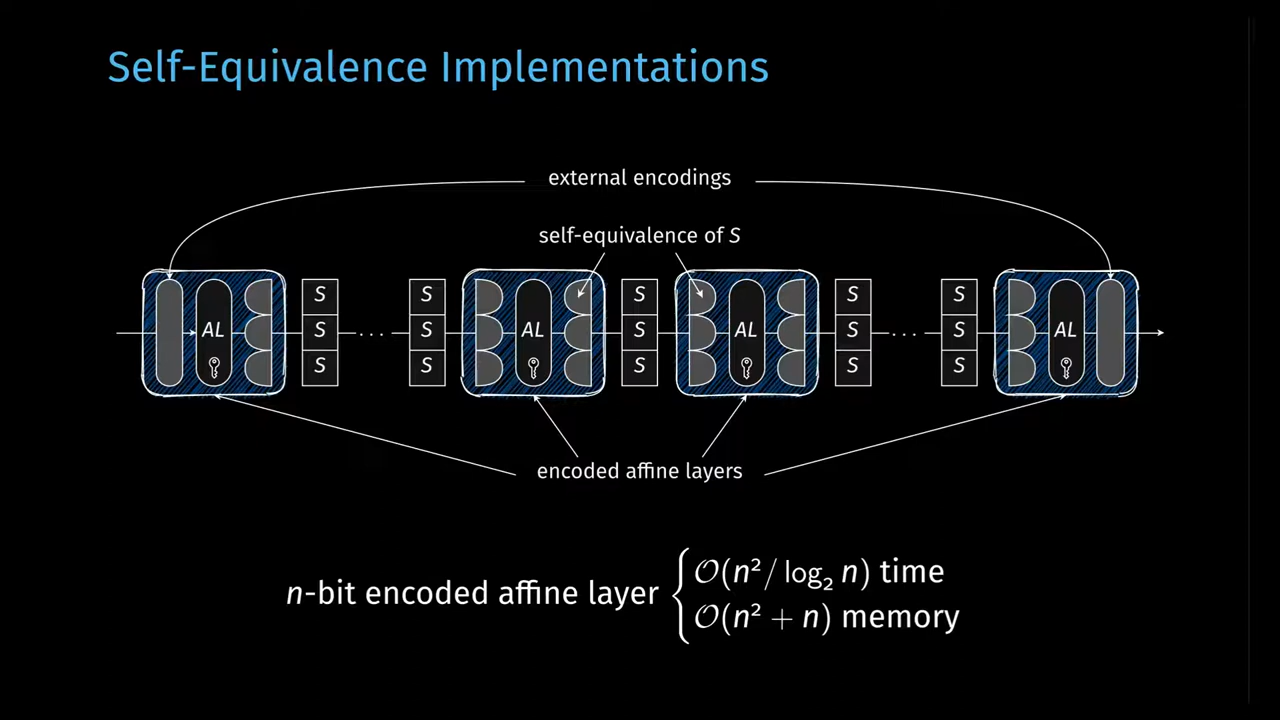 Self-Equivalence Implementations
external encodings
self-equivalence of S
S S S S S S
AL S S ... S AL S AL S ... S AL
S S S S S S
encoded affine layers
n-bit encoded affine layer
O(n²/ log₂ n) time
O(n² + n) memory